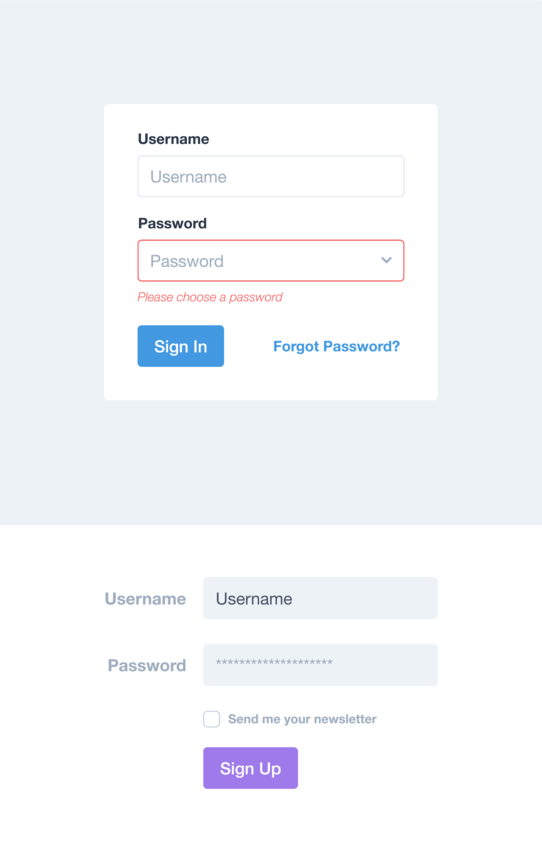 Username
Username
Password
Password
Please choose a password
Sign In
Forgot Password?
Username
Username
Password
********************
Send me your newsletter
Sign Up